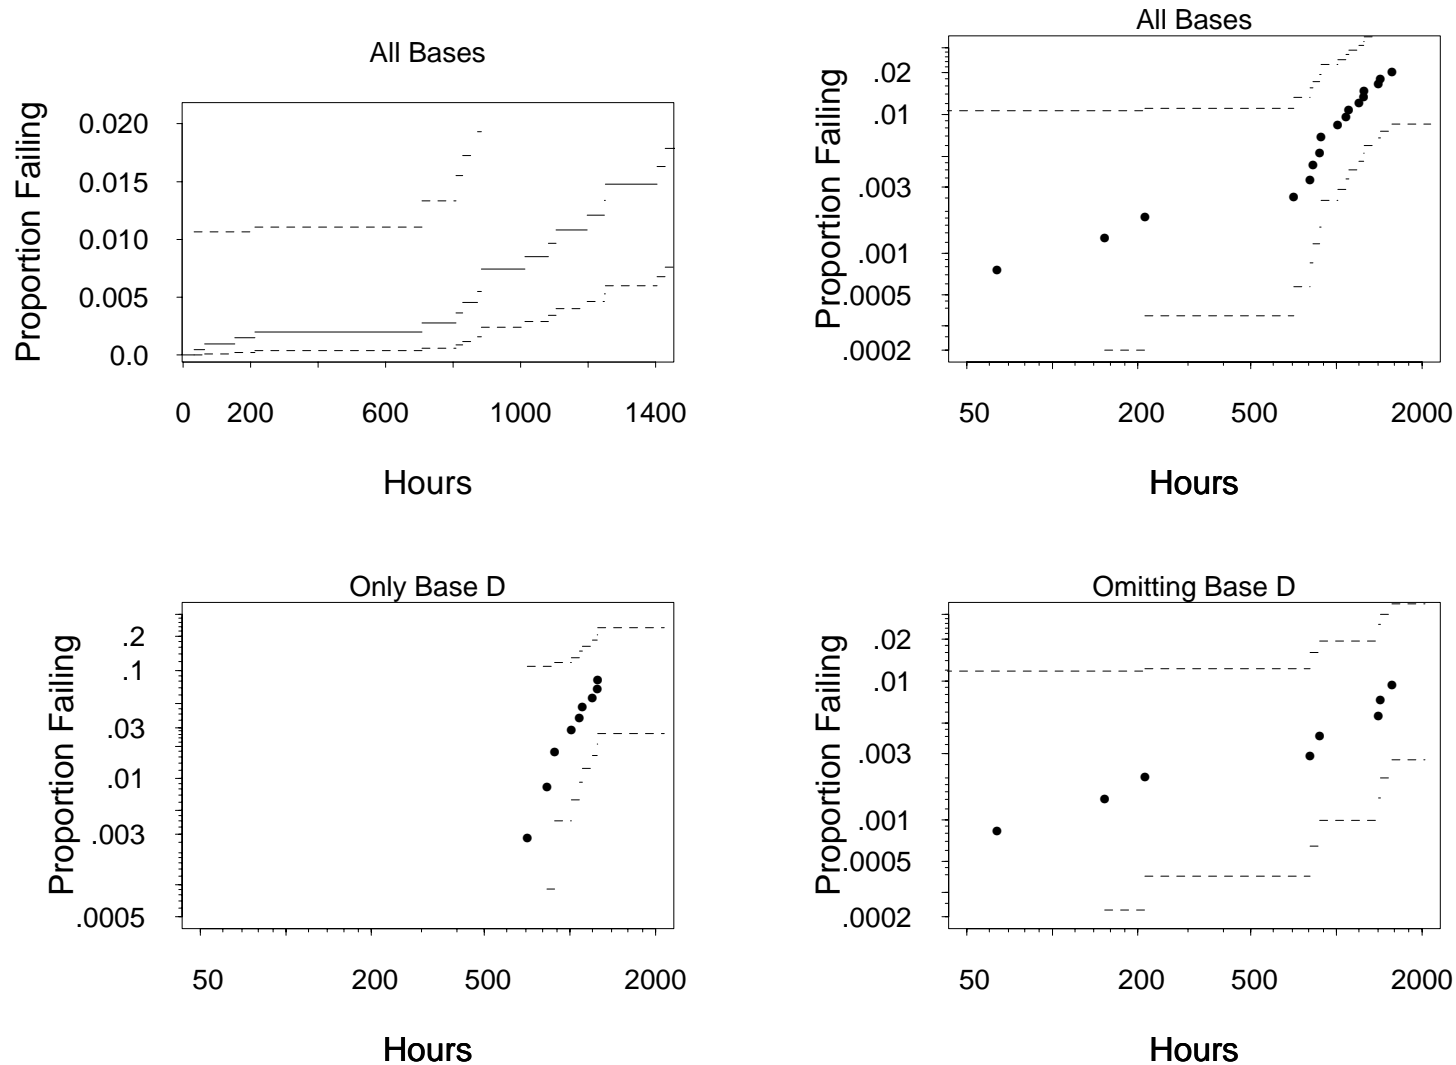 All Bases
Proportion Failing
0.020
0.015
0.010
0.005
0.0
0 200 600 1000 1400
Hours
All Bases
Proportion Failing
.02
.01
.003
.001
.0005
.0002
50 200 500 2000
Hours
Only Base D
Proportion Failing
.2
.1
.03
.01
.003
.0005
50 200 500 2000
Hours
Omitting Base D
Proportion Failing
.02
.01
.003
.001
.0005
.0002
50 200 500 2000
Hours